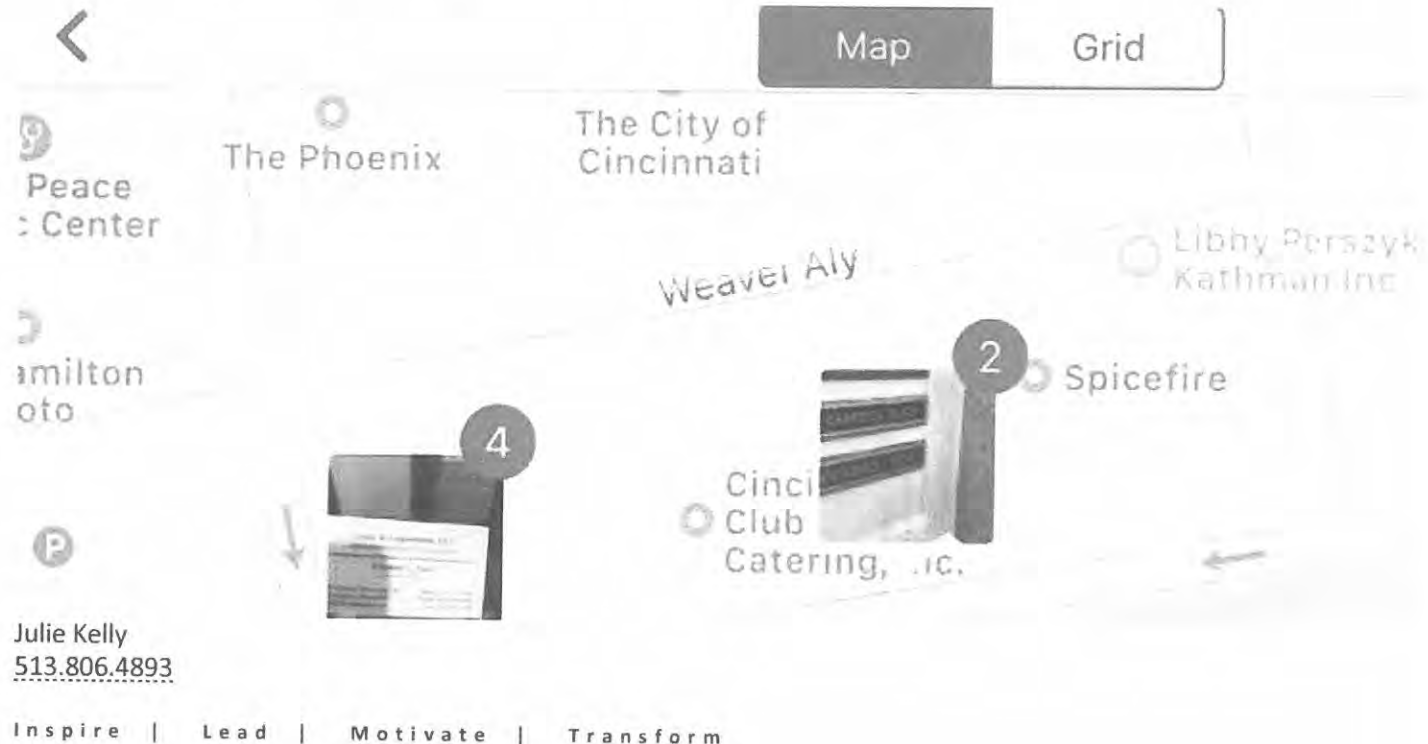 Map Grid
The City of
Cincinnati
The Phoenix
Peace
c Center
Weaver Aly
Libby Perszyk
Kathman Inc
amilton
oto
2
Spicefire
4
Cinci
Club
Catering, .ic.
P
Julie Kelly
513.806.4893
Inspire | Lead | Motivate | Transform